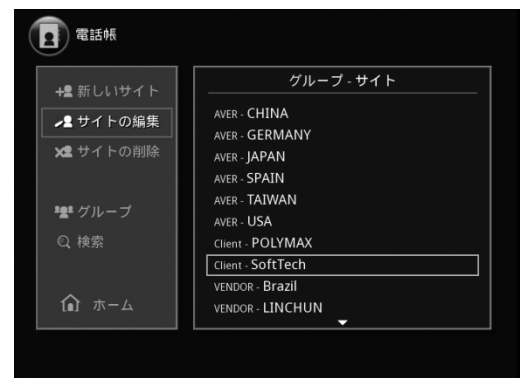 電話帳
新しいサイト
サイトの編集
サイトの削除
グループ
検索
ホーム
グループ - サイト
AVER - CHINA
AVER - GERMANY
AVER - JAPAN
AVER - SPAIN
AVER - TAIWAN
AVER - USA
Client - POLYMAX
Client - SoftTech
VENDOR - Brazil
VENDOR - LINCHUN